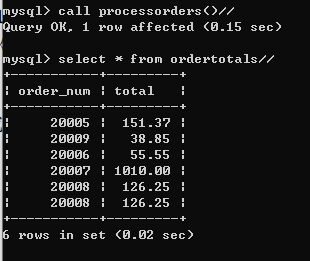 mysql> call processorders()//
Query OK, 1 row affected (0.15 sec)
mysql> select * from ordertotals//
+-----------+---------+
¦ order_num ¦ total   ¦
+-----------+---------+
¦     20005 ¦  151.37 ¦
¦     20009 ¦   38.85 ¦
¦     20006 ¦   55.55 ¦
¦     20007 ¦ 1010.00 ¦
¦     20008 ¦  126.25 ¦
¦     20008 ¦  126.25 ¦
+-----------+---------+
6 rows in set (0.02 sec)